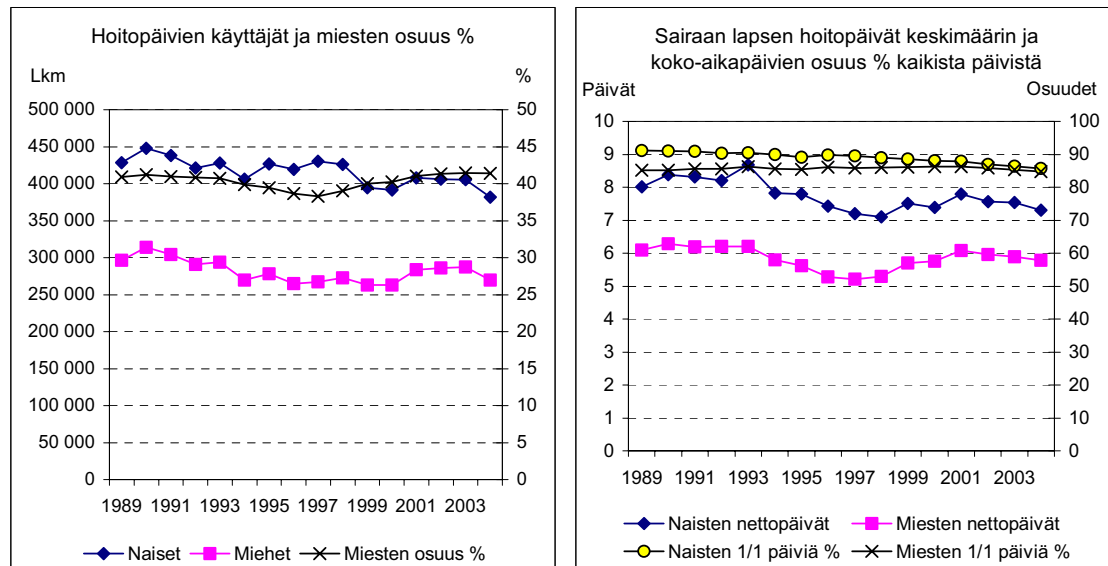 Hoitopäivien käyttäjät ja miesten osuus %
Lkm %
500 000 50
450 000 45
400 000 40
350 000 35
300 000 30
250 000 25
200 000 20
150 000 15
100 000 10
50 000 5
0 0
1989 1991 1993 1995 1997 1999 2001 2003
Naiset Miehet Miesten osuus %
Sairaan lapsen hoitopäivät keskimäärin ja
koko-aikapäivien osuus % kaikista päivistä
Päivät Osuudet
10 100
9 90
8 80
7 70
6 60
5 50
4 40
3 30
2 20
1 10
0 0
1989 1991 1993 1995 1997 1999 2001 2003
Naisten nettopäivät Miesten nettopäivät
Naisten 1/1 päiviä % Miesten 1/1 päiviä %